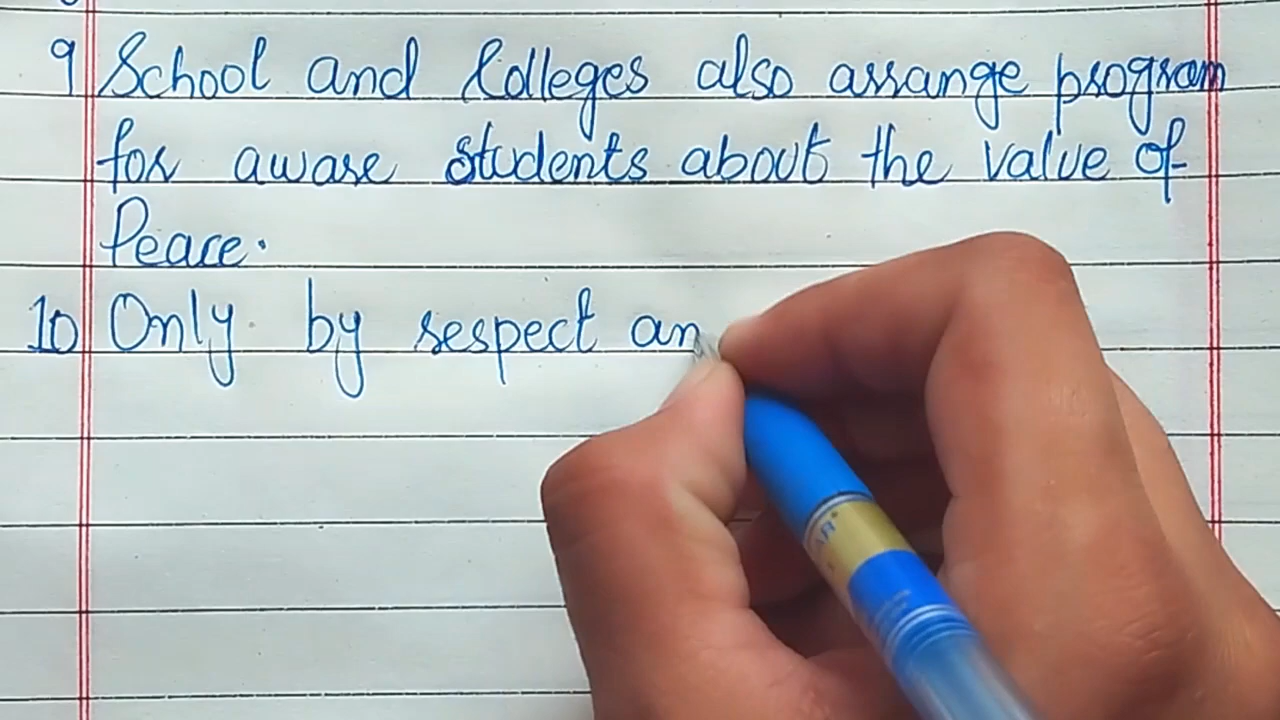 9 School and Colleges also arrange program
for aware students about the value of
Peace.
10 Only by respect an